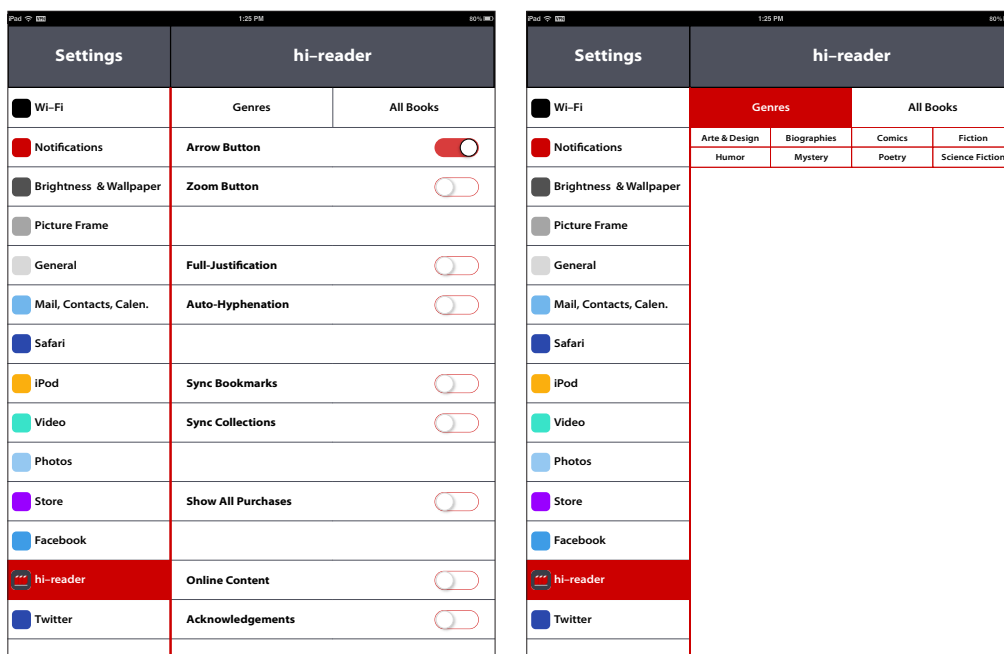 iPad VPN 1:25 PM 80%
Settings hi-reader
Wi-Fi Genres All Books
Notifications Arrow Button
Brightness & Wallpaper Zoom Button
Picture Frame
General Full-Justification
Mail, Contacts, Calen. Auto-Hyphenation
Safari
iPod Sync Bookmarks
Video Sync Collections
Photos
Store Show All Purchases
Facebook
hi-reader Online Content
Twitter Acknowledgements
iPad VPN 1:25 PM 80%
Settings hi-reader
Wi-Fi Genres All Books
Arte & Design Biographies Comics Fiction
Notifications
Humor Mystery Poetry Science Fiction
Brightness & Wallpaper
Picture Frame
General
Mail, Contacts, Calen.
Safari
iPod
Video
Photos
Store
Facebook
hi-reader
Twitter